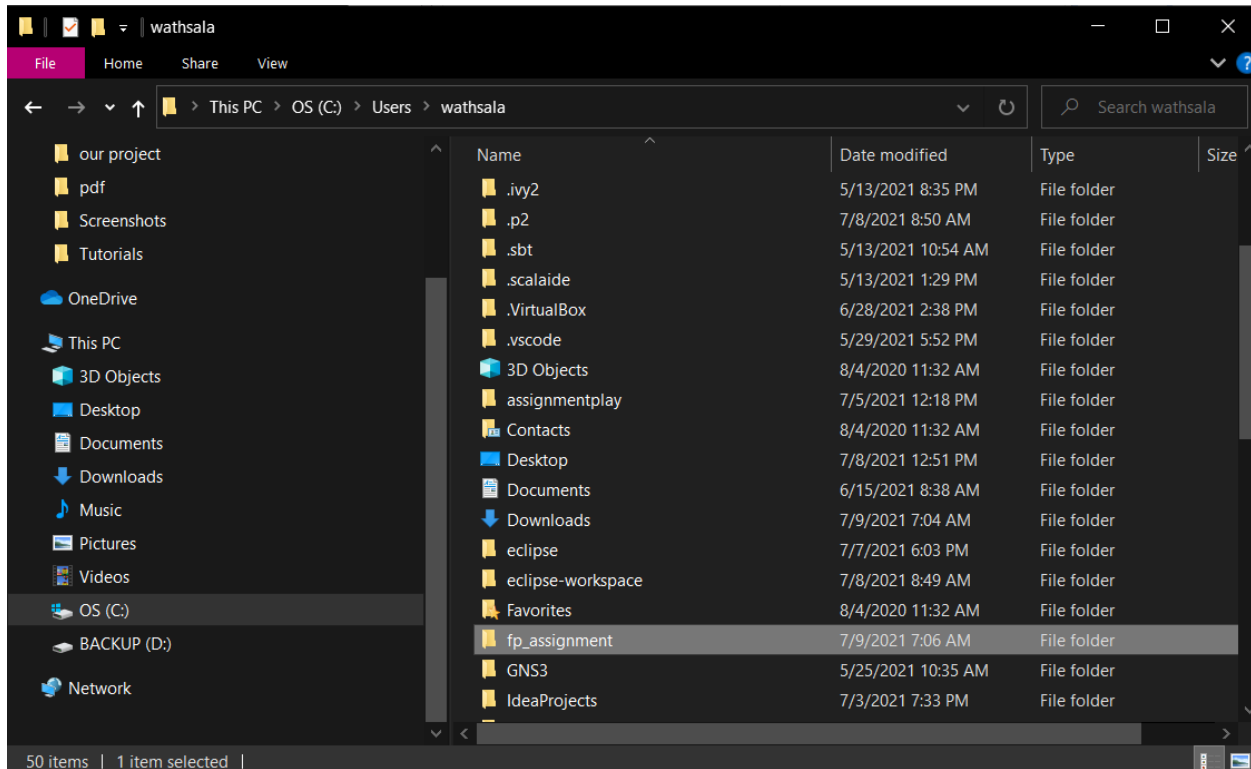 wathsala
File Home Share View
This PC > OS (C:) > Users > wathsala
Search wathsala
our project
pdf
Screenshots
Tutorials
OneDrive
This PC
3D Objects
Desktop
Documents
Downloads
Music
Pictures
Videos
OS (C:)
BACKUP (D:)
Network
Name Date modified Type Size
.ivy2 5/13/2021 8:35 PM File folder
.p2 7/8/2021 8:50 AM File folder
.sbt 5/13/2021 10:54 AM File folder
.scalaide 5/13/2021 1:29 PM File folder
.VirtualBox 6/28/2021 2:38 PM File folder
.vscode 5/29/2021 5:52 PM File folder
3D Objects 8/4/2020 11:32 AM File folder
assignmentplay 7/5/2021 12:18 PM File folder
Contacts 8/4/2020 11:32 AM File folder
Desktop 7/8/2021 12:51 PM File folder
Documents 6/15/2021 8:38 AM File folder
Downloads 7/9/2021 7:04 AM File folder
eclipse 7/7/2021 6:03 PM File folder
eclipse-workspace 7/8/2021 8:49 AM File folder
Favorites 8/4/2020 11:32 AM File folder
fp_assignment 7/9/2021 7:06 AM File folder
GNS3 5/25/2021 10:35 AM File folder
IdeaProjects 7/3/2021 7:33 PM File folder
50 items | 1 item selected |